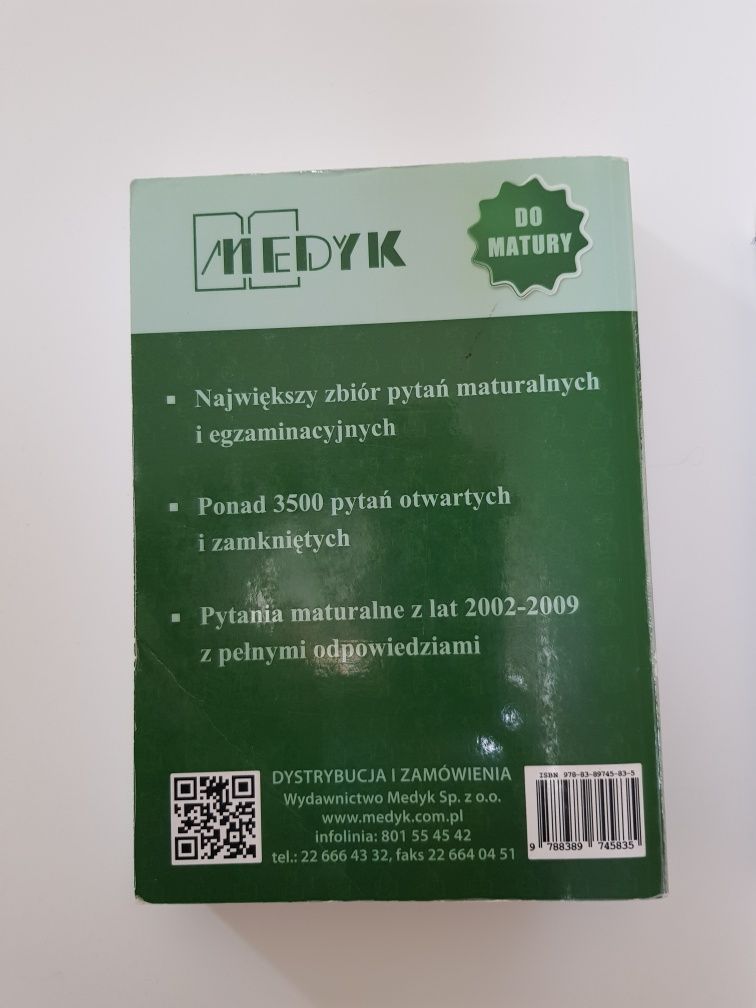 MEDYK
DO
MATURY
▪ Największy zbiór pytań maturalnych
i egzaminacyjnych
▪ Ponad 3500 pytań otwartych
i zamkniętych
▪ Pytania maturalne z lat 2002-2009
z pełnymi odpowiedziami
DYSTRYBUCJA I ZAMÓWIENIA
Wydawnictwo Medyk Sp. z o.o.
www.medyk.com.pl
infolinia: 801 55 45 42
tel.: 22 666 43 32, faks 22 664 04 51
ISBN 978-83-89745-83-5
9 788389 745835